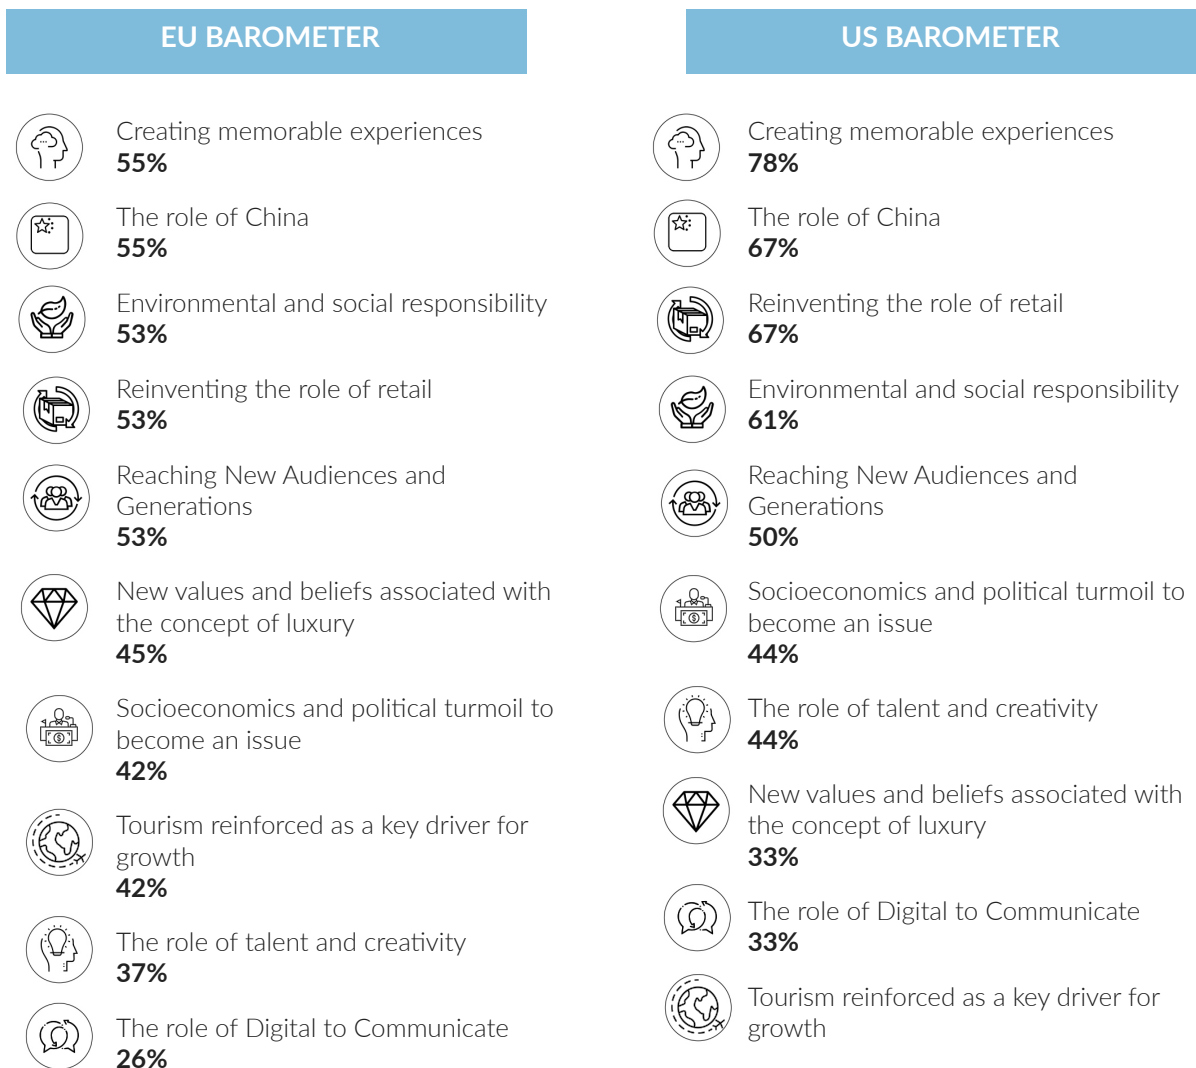 EU BAROMETER
Creating memorable experiences
55%
The role of China
55%
Environmental and social responsibility
53%
Reinventing the role of retail
53%
Reaching New Audiences and
Generations
53%
New values and beliefs associated with
the concept of luxury
45%
Socioeconomics and political turmoil to
become an issue
42%
Tourism reinforced as a key driver for
growth
42%
The role of talent and creativity
37%
The role of Digital to Communicate
26%
US BAROMETER
Creating memorable experiences
78%
The role of China
67%
Reinventing the role of retail
67%
Environmental and social responsibility
61%
Reaching New Audiences and
Generations
50%
Socioeconomics and political turmoil to
become an issue
44%
The role of talent and creativity
44%
New values and beliefs associated with
the concept of luxury
33%
The role of Digital to Communicate
33%
Tourism reinforced as a key driver for
growth